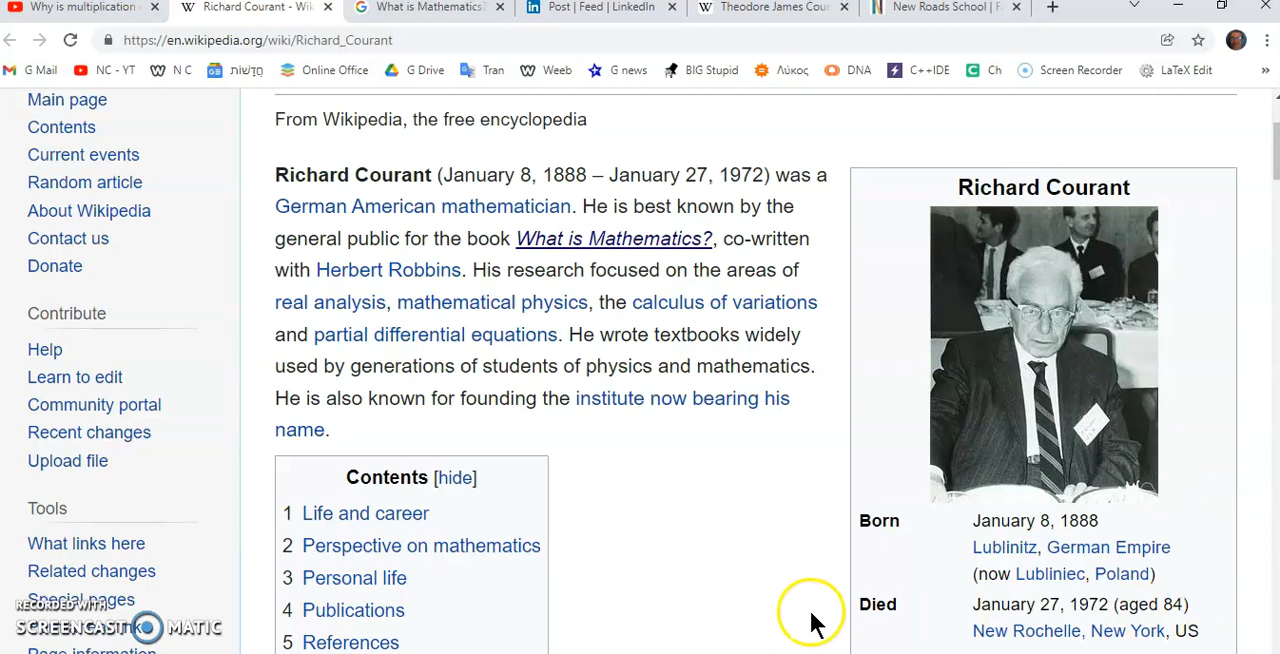 Why is multiplication
Richard Courant - Wi
What is Mathematics?
Post | Feed | LinkedIn
Theodore James Cour
New Roads School | F
https://en.wikipedia.org/wiki/Richard_Courant
G Mail
NC - YT
N C
חֲדָשׁוֹת
Online Office
G Drive
Tran
Weeb
G news
BIG Stupid
Λύκος
DNA
C++IDE
Ch
Screen Recorder
LaTeX Edit
»
Main page
Contents
Current events
Random article
About Wikipedia
Contact us
Donate
Contribute
Help
Learn to edit
Community portal
Recent changes
Upload file
Tools
What links here
Related changes
Special pages
RECORDED WITH
SCREENCAST MATIC
Page information
From Wikipedia, the free encyclopedia
Richard Courant (January 8, 1888 – January 27, 1972) was a
German American mathematician. He is best known by the
general public for the book What is Mathematics?, co-written
with Herbert Robbins. His research focused on the areas of
real analysis, mathematical physics, the calculus of variations
and partial differential equations. He wrote textbooks widely
used by generations of students of physics and mathematics.
He is also known for founding the institute now bearing his
name.
Contents [hide]
1 Life and career
2 Perspective on mathematics
3 Personal life
4 Publications
5 References
Richard Courant
Born January 8, 1888
Lublinitz, German Empire
(now Lubliniec, Poland)
Died January 27, 1972 (aged 84)
New Rochelle, New York, US